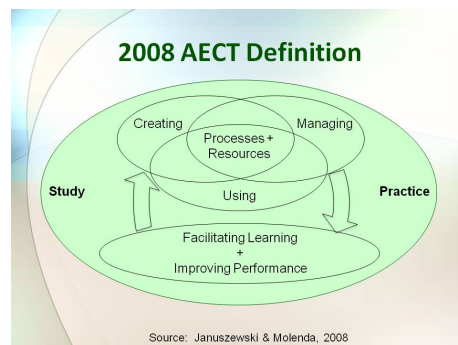 2008 AECT Definition
Creating
Managing
Processes +
Resources
Study
Using
Practice
Facilitating Learning
+
Improving Performance
Source: Januszewski & Molenda, 2008